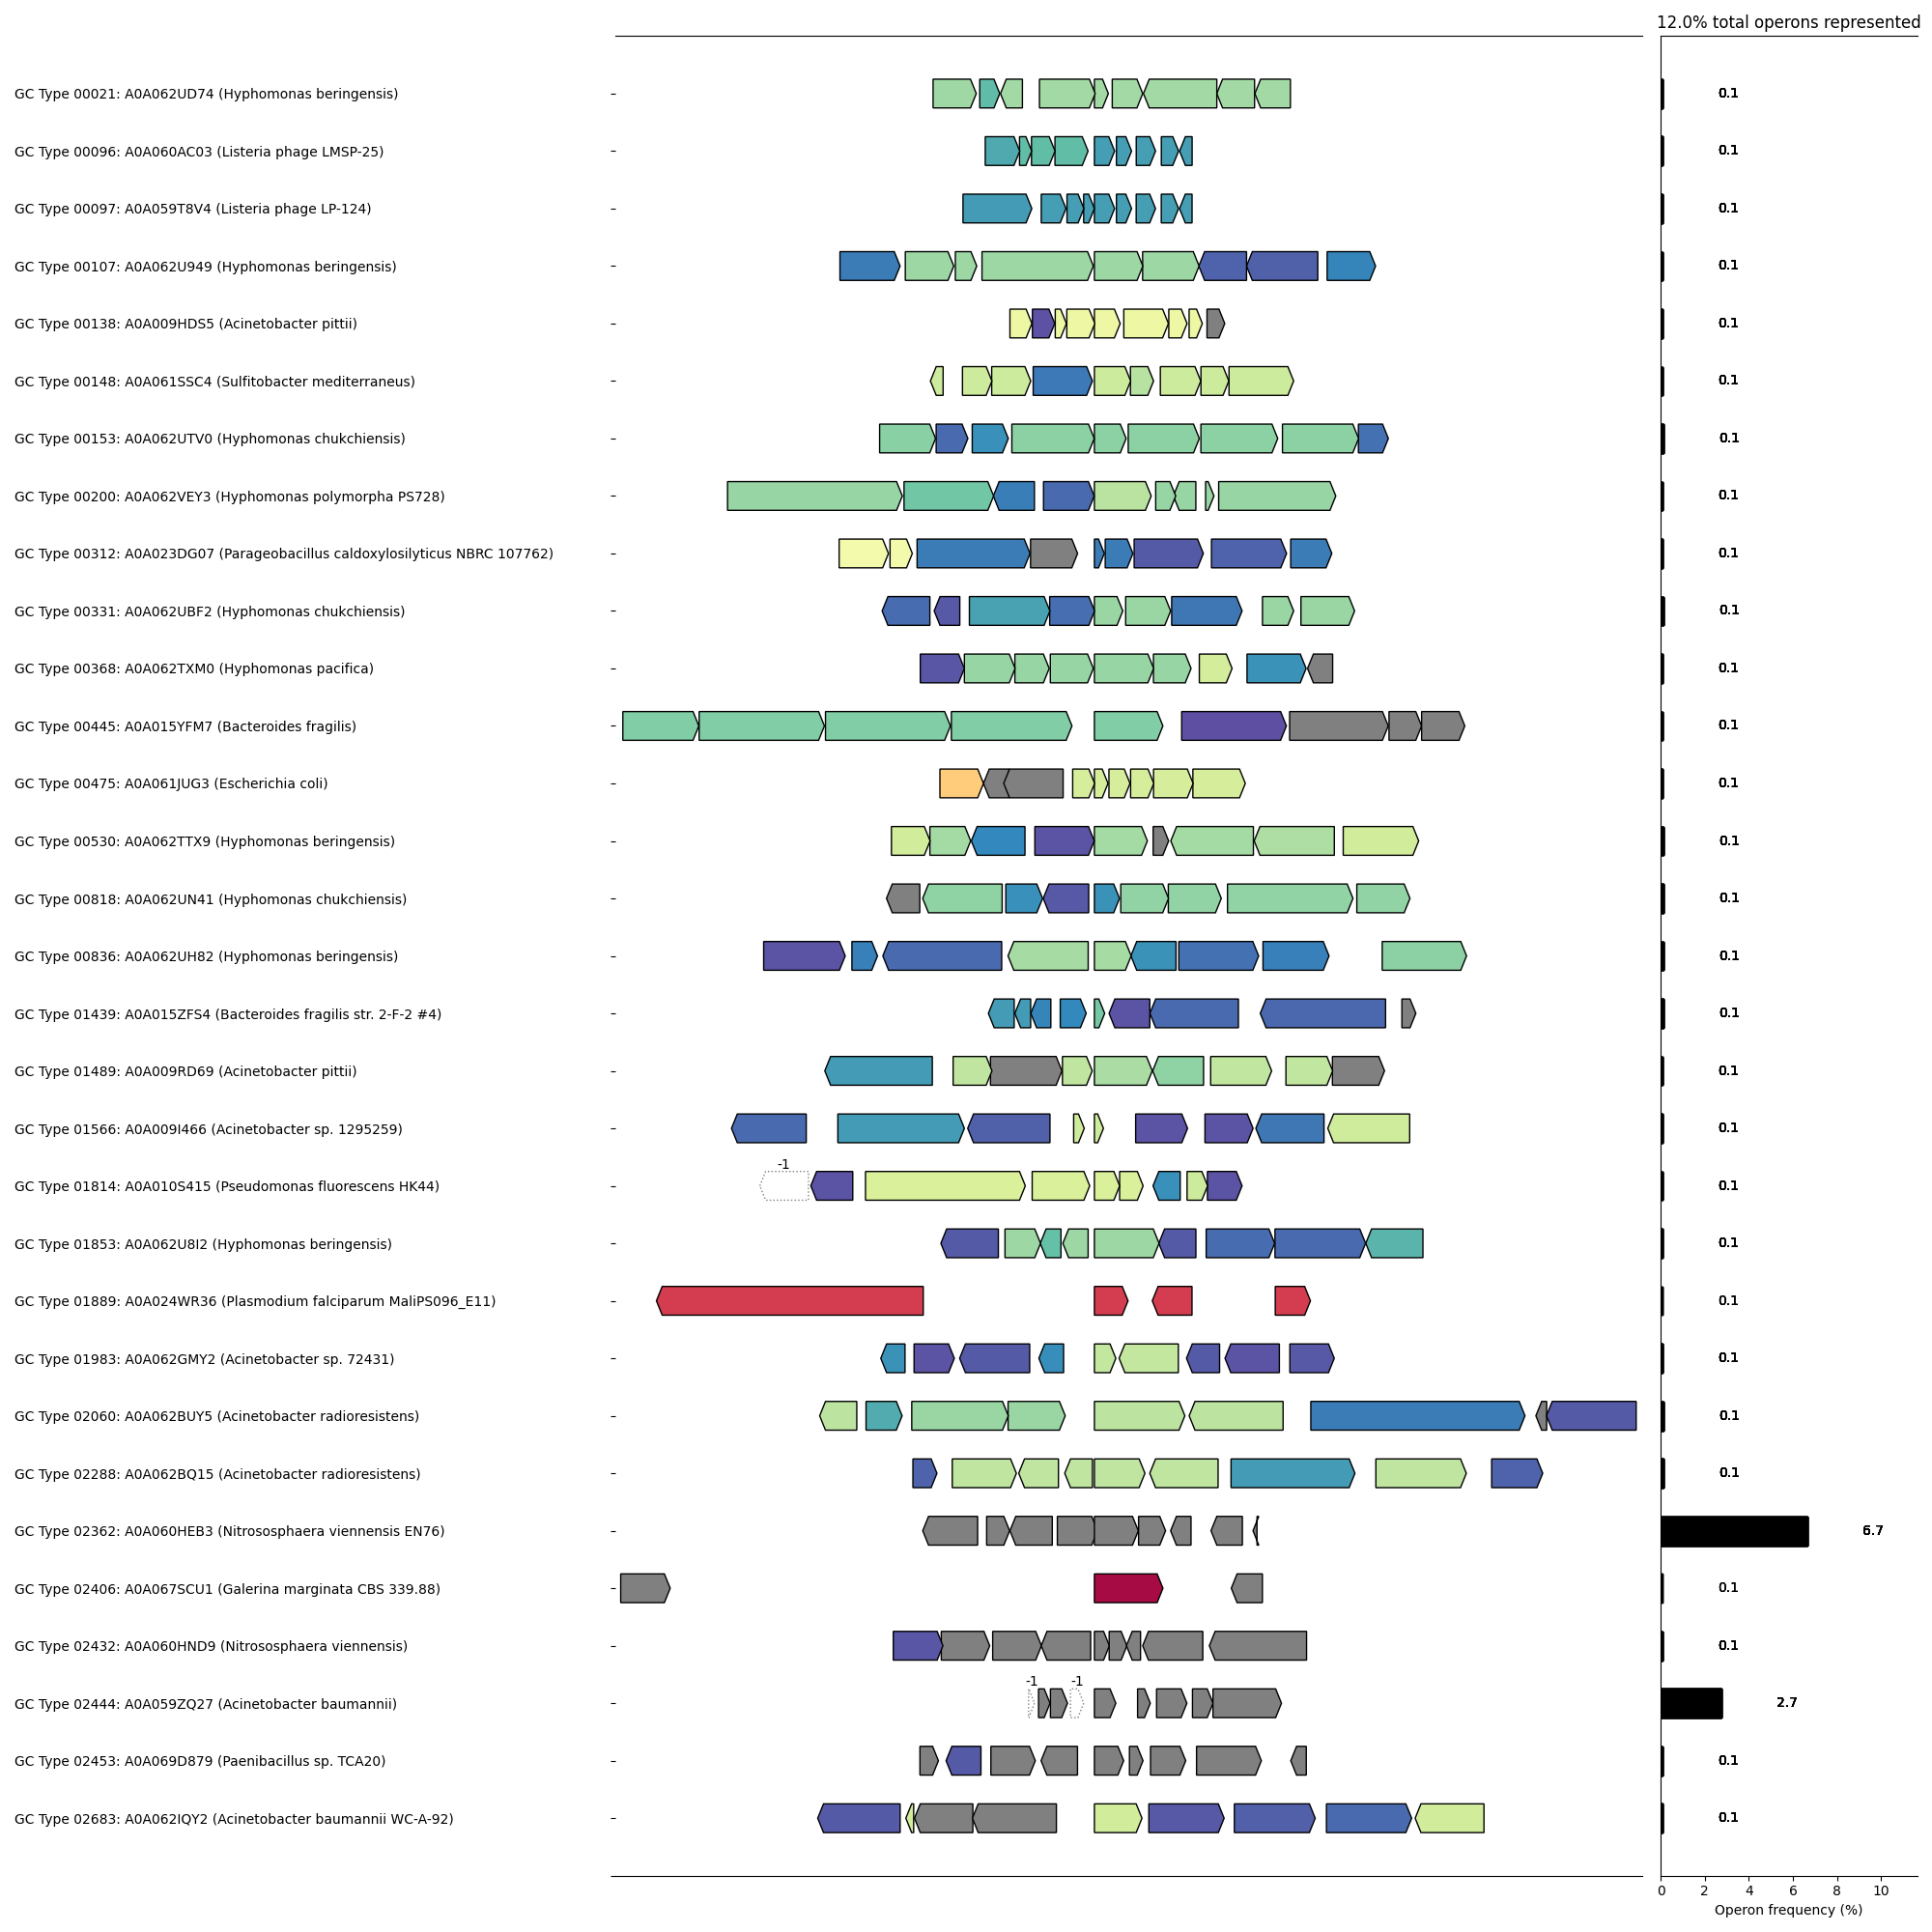 12.0% total operons represented
GC Type 00021: A0A062UD74 (Hyphomonas beringensis) 0.1
GC Type 00096: A0A060AC03 (Listeria phage LMSP-25) 0.1
GC Type 00097: A0A059T8V4 (Listeria phage LP-124) 0.1
GC Type 00107: A0A062U949 (Hyphomonas beringensis) 0.1
GC Type 00138: A0A009HDS5 (Acinetobacter pittii) 0.1
GC Type 00148: A0A061SSC4 (Sulfitobacter mediterraneus) 0.1
GC Type 00153: A0A062UTV0 (Hyphomonas chukchiensis) 0.1
GC Type 00200: A0A062VEY3 (Hyphomonas polymorpha PS728) 0.1
GC Type 00312: A0A023DG07 (Parageobacillus caldoxylosilyticus NBRC 107762) 0.1
GC Type 00331: A0A062UBF2 (Hyphomonas chukchiensis) 0.1
GC Type 00368: A0A062TXM0 (Hyphomonas pacifica) 0.1
GC Type 00445: A0A015YFM7 (Bacteroides fragilis) 0.1
GC Type 00475: A0A061JUG3 (Escherichia coli) 0.1
GC Type 00530: A0A062TTX9 (Hyphomonas beringensis) 0.1
GC Type 00818: A0A062UN41 (Hyphomonas chukchiensis) 0.1
GC Type 00836: A0A062UH82 (Hyphomonas beringensis) 0.1
GC Type 01439: A0A015ZFS4 (Bacteroides fragilis str. 2-F-2 #4) 0.1
GC Type 01489: A0A009RD69 (Acinetobacter pittii) 0.1
GC Type 01566: A0A009I466 (Acinetobacter sp. 1295259) 0.1
-1
GC Type 01814: A0A010S415 (Pseudomonas fluorescens HK44) 0.1
GC Type 01853: A0A062U8I2 (Hyphomonas beringensis) 0.1
GC Type 01889: A0A024WR36 (Plasmodium falciparum MaliPS096_E11) 0.1
GC Type 01983: A0A062GMY2 (Acinetobacter sp. 72431) 0.1
GC Type 02060: A0A062BUY5 (Acinetobacter radioresistens) 0.1
GC Type 02288: A0A062BQ15 (Acinetobacter radioresistens) 0.1
GC Type 02362: A0A060HEB3 (Nitrososphaera viennensis EN76) 6.7
GC Type 02406: A0A067SCU1 (Galerina marginata CBS 339.88) 0.1
GC Type 02432: A0A060HND9 (Nitrososphaera viennensis) 0.1
-1 -1
GC Type 02444: A0A059ZQ27 (Acinetobacter baumannii) 2.7
GC Type 02453: A0A069D879 (Paenibacillus sp. TCA20) 0.1
GC Type 02683: A0A062IQY2 (Acinetobacter baumannii WC-A-92) 0.1
0 2 4 6 8 10
Operon frequency (%)